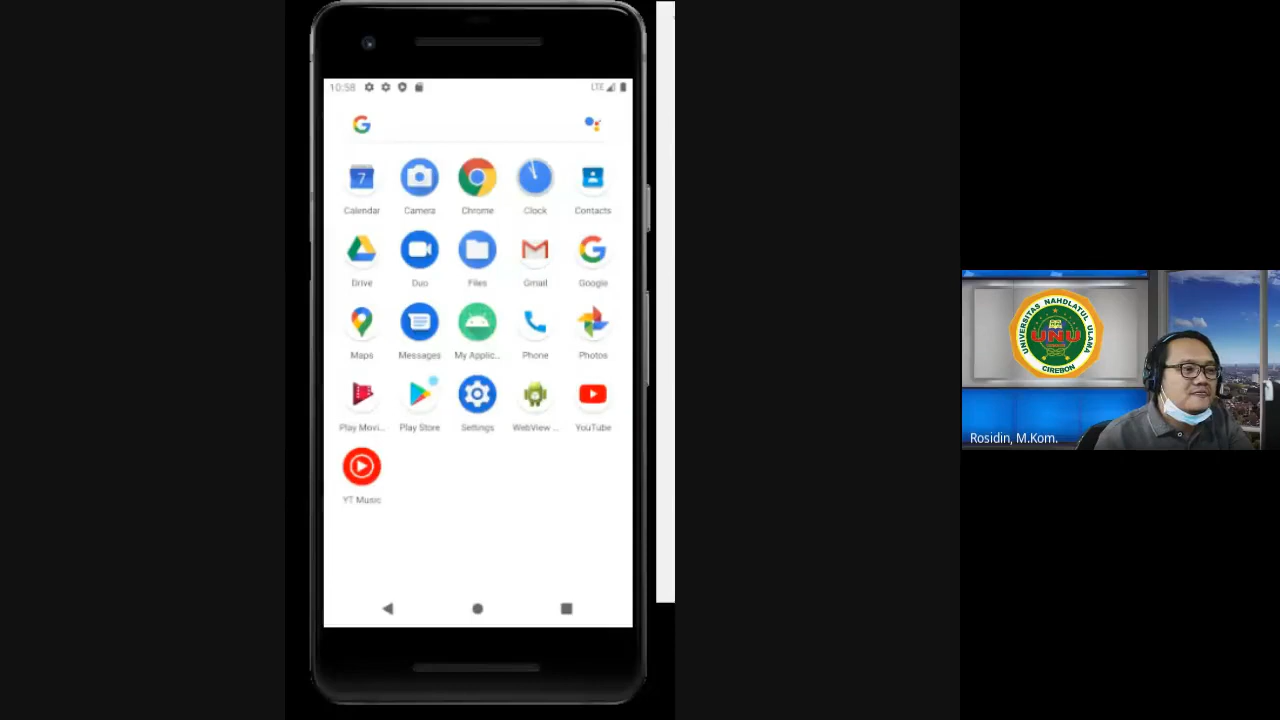 10:58 LTE
G
7
Calendar Camera Chrome Clock Contacts
Drive Duo Files Gmail Google
Maps Messages My Applic... Phone Photos
Play Movi... Play Store Settings WebView ... YouTube
YT Music
UNIVERSITAS NAHDLATUL ULAMA
UNU
CIREBON
Rosidin, M.Kom.